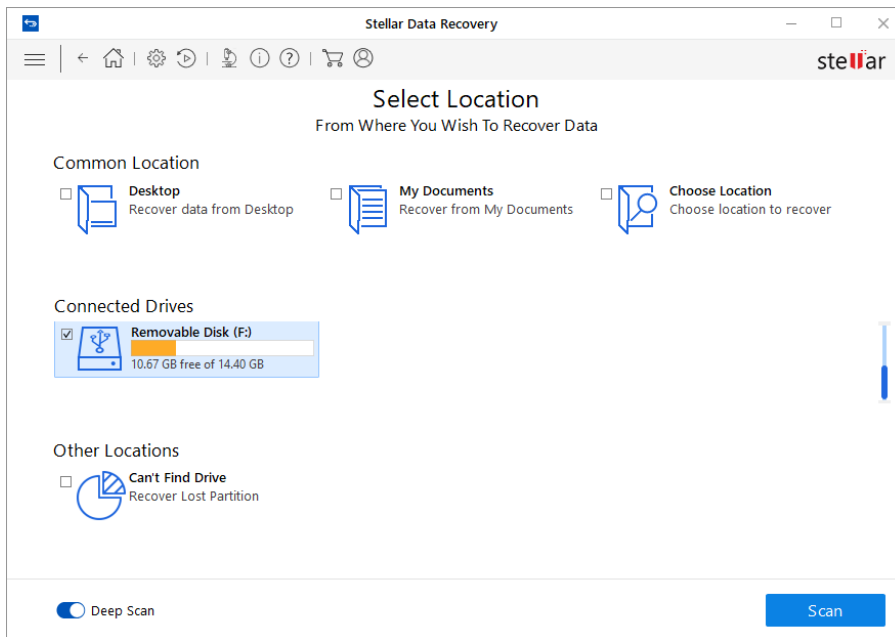 Stellar Data Recovery
stellar
Select Location
From Where You Wish To Recover Data
Common Location
Desktop
Recover data from Desktop
My Documents
Recover from My Documents
Choose Location
Choose location to recover
Connected Drives
Removable Disk (F:)
10.67 GB free of 14.40 GB
Other Locations
Can't Find Drive
Recover Lost Partition
Deep Scan
Scan